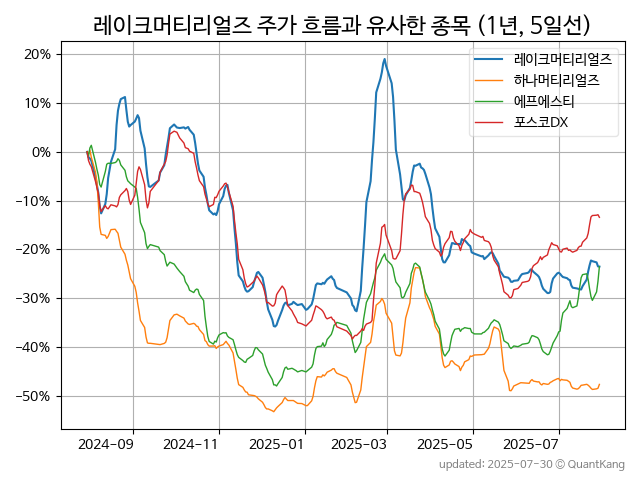 레이크머티리얼즈 주가 흐름과 유사한 종목 (1년, 5일선)
레이크머티리얼즈
하나머티리얼즈
에프에스티
포스코DX
20%
10%
0%
−10%
−20%
−30%
−40%
−50%
2024-09
2024-11
2025-01
2025-03
2025-05
2025-07
updated: 2025-07-30 © QuantKang